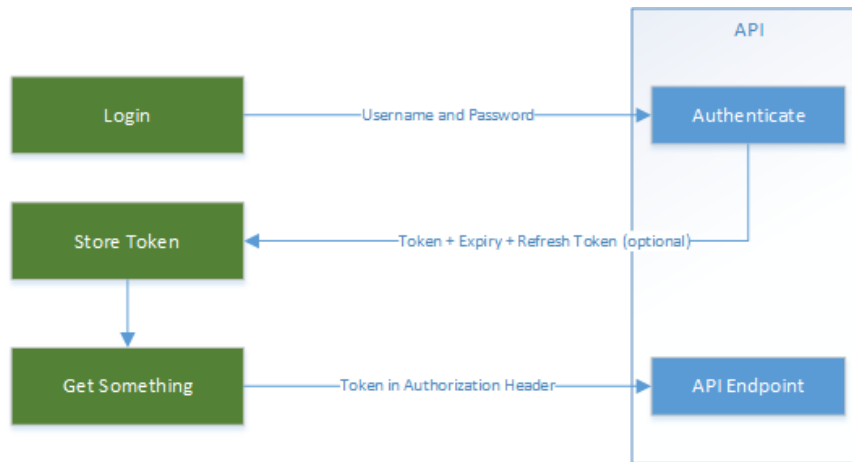 API
Login
Username and Password
Authenticate
Store Token
Token + Expiry + Refresh Token (optional)
Get Something
Token in Authorization Header
API Endpoint